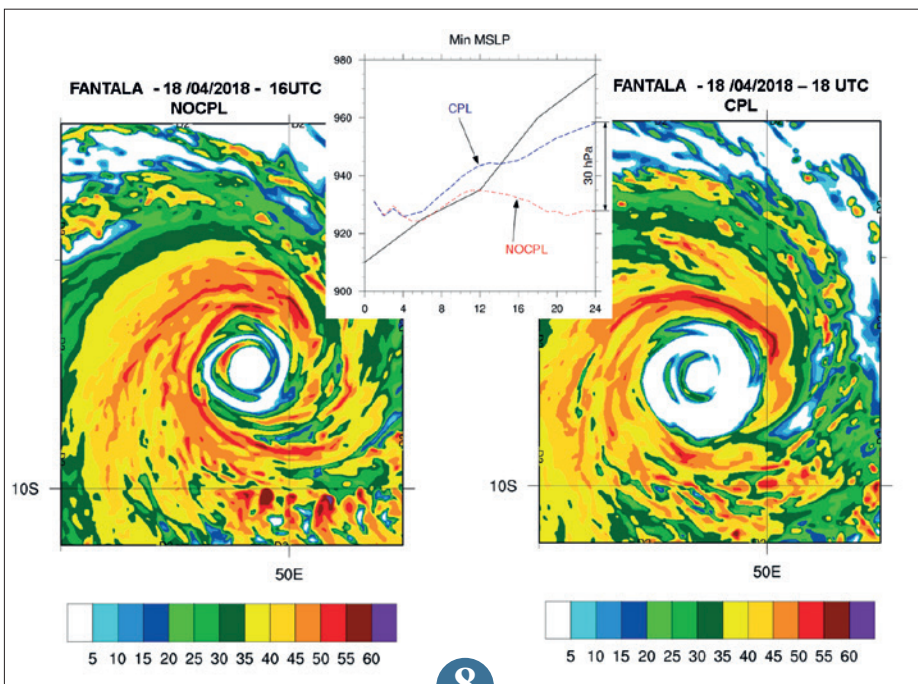 Min MSLP
FANTALA - 18 /04/2018 - 16UTC
NOCPL
FANTALA - 18 /04/2018 – 18 UTC
CPL
980
960
940
920
900
0 4 8 12 16 20 24
CPL
NOCPL
30 hPa
10S
50E
10S
50E
5 10 15 20 25 30 35 40 45 50 55 60
5 10 15 20 25 30 35 40 45 50 55 60
8